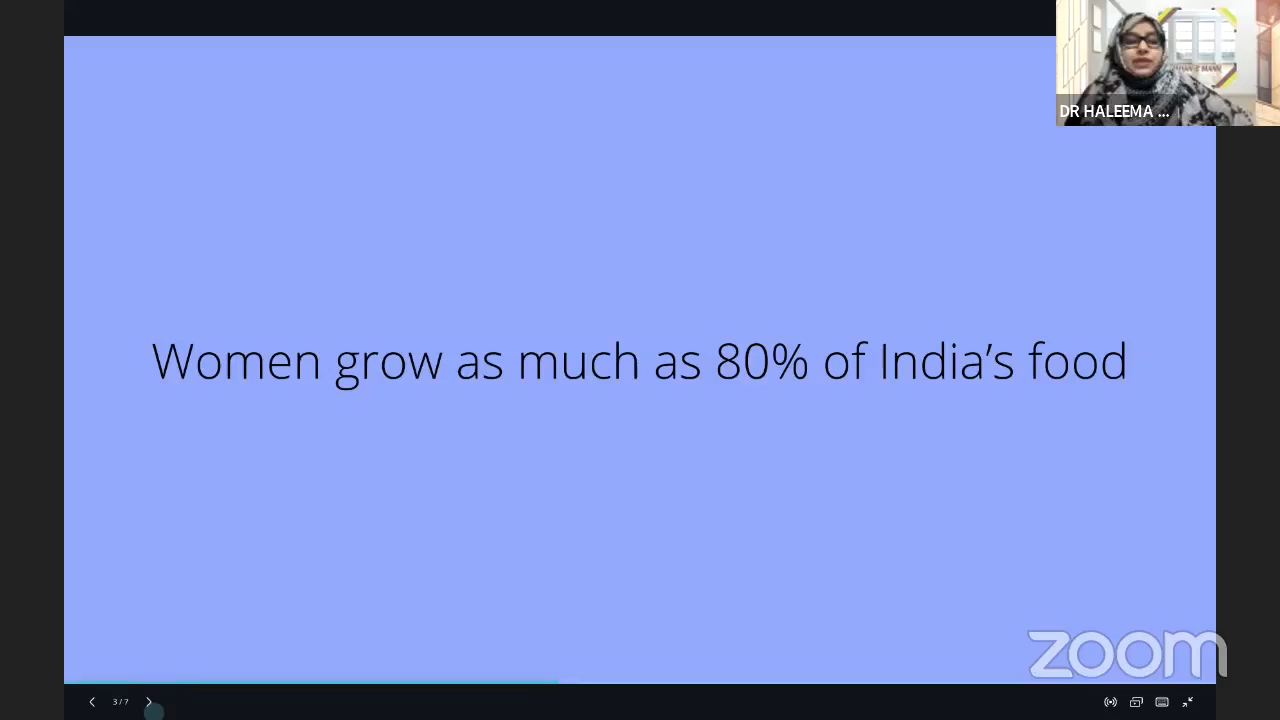 DR HALEEMA ...
Women grow as much as 80% of India’s food
zoom
3 / 7